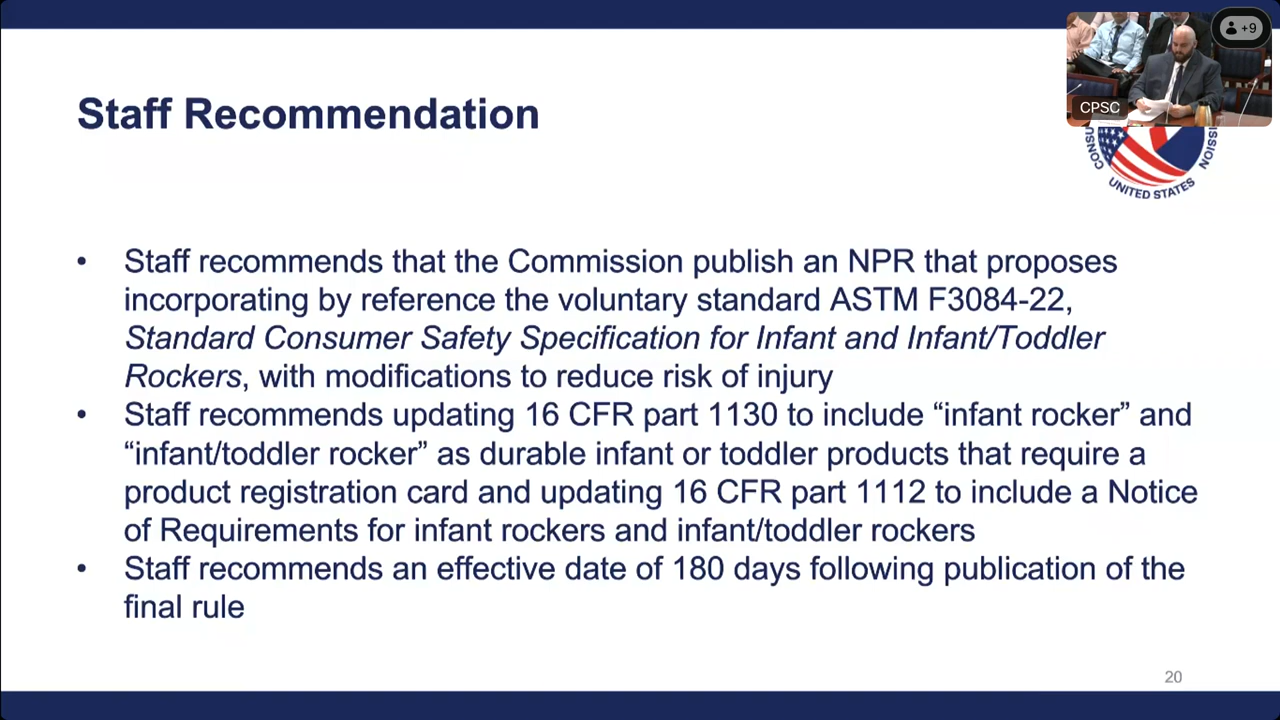 +9
CPSC
Staff Recommendation
UNITED STATES
• Staff recommends that the Commission publish an NPR that proposes
incorporating by reference the voluntary standard ASTM F3084-22,
Standard Consumer Safety Specification for Infant and Infant/Toddler
Rockers, with modifications to reduce risk of injury
• Staff recommends updating 16 CFR part 1130 to include “infant rocker” and
“infant/toddler rocker” as durable infant or toddler products that require a
product registration card and updating 16 CFR part 1112 to include a Notice
of Requirements for infant rockers and infant/toddler rockers
• Staff recommends an effective date of 180 days following publication of the
final rule
20